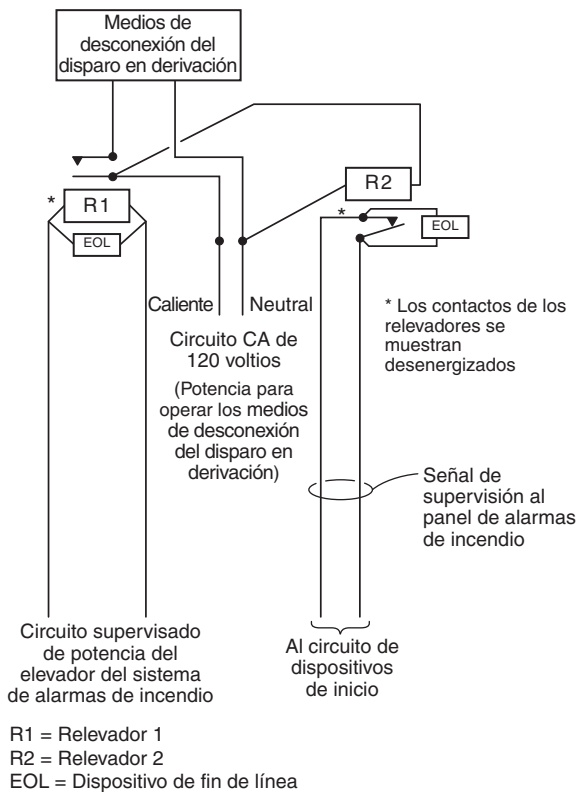 Medios de
desconexión del
disparo en derivación
*
R1
EOL
R2
*
EOL
Caliente
Neutral
Circuito CA de
120 voltios
(Potencia para
operar los medios
de desconexión
del disparo en
derivación)
* Los contactos de los
relevadores se
muestran
desenergizados
Señal de
supervisión al
panel de alarmas
de incendio
Circuito supervisado
de potencia del
elevador del sistema
de alarmas de incendio
Al circuito de
dispositivos
de inicio
R1 = Relevador 1
R2 = Relevador 2
EOL = Dispositivo de fin de línea